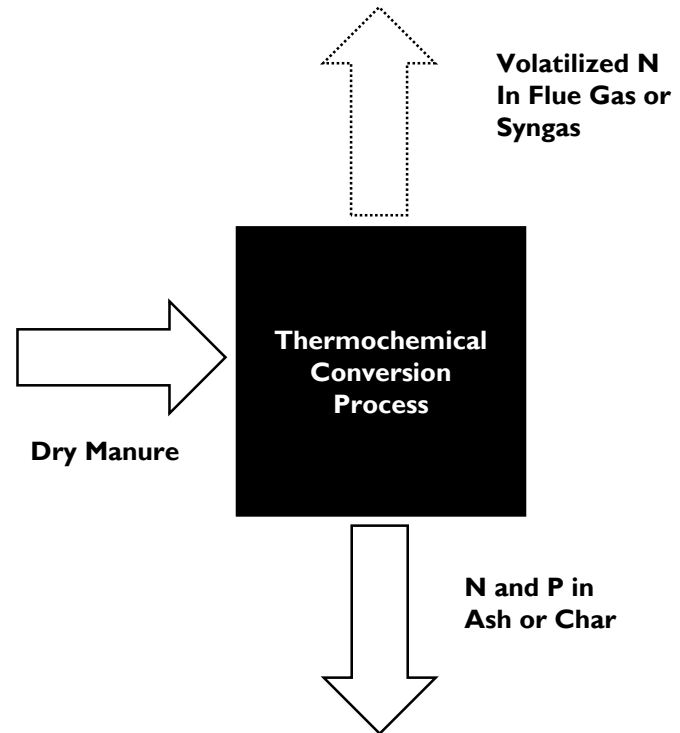 Volatilized N
In Flue Gas or
Syngas
Thermochemical
Conversion
Process
Dry Manure
N and P in
Ash or Char